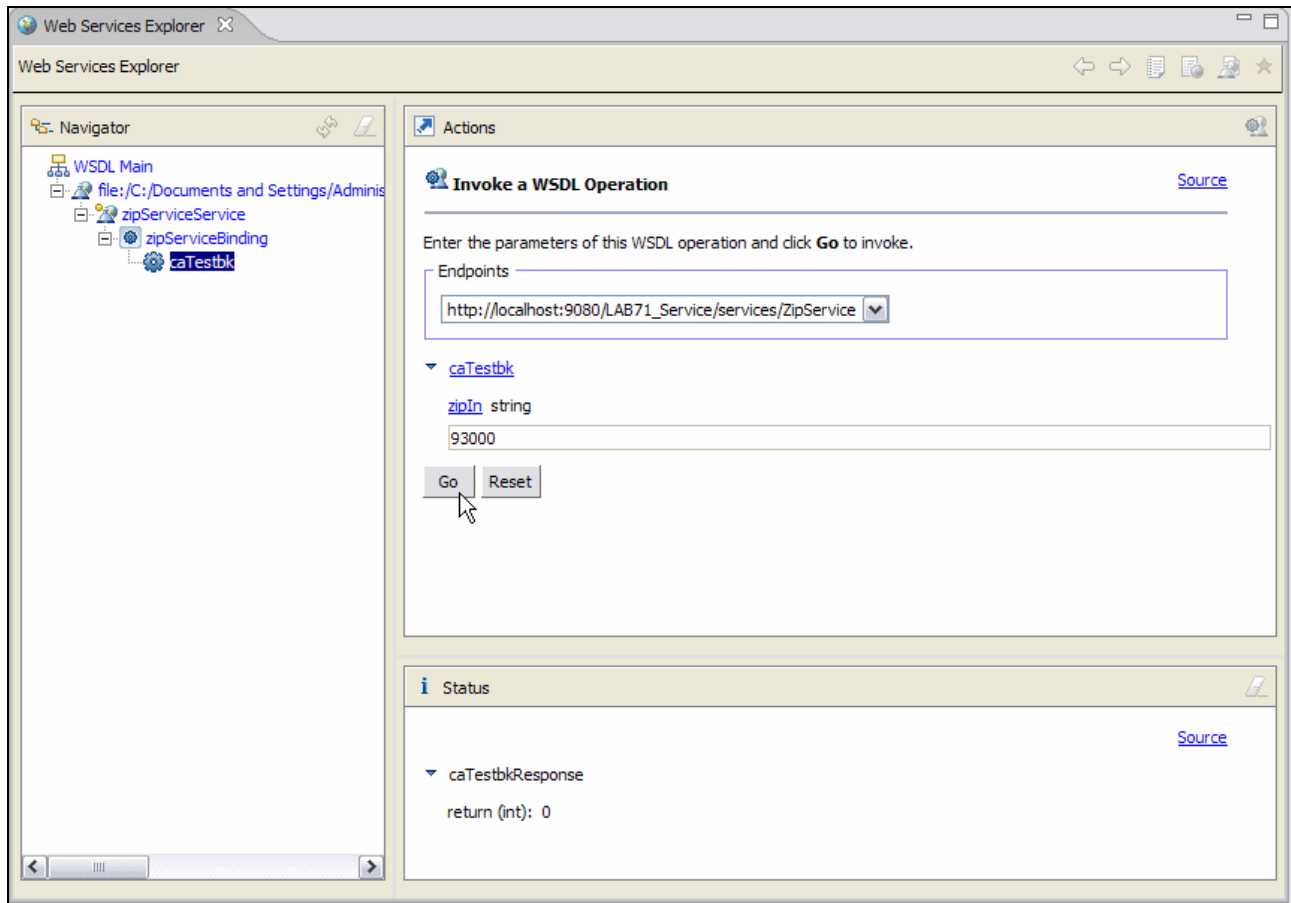 Web Services Explorer
Web Services Explorer
Navigator
WSDL Main
file:/C:/Documents and Settings/Adminis
zipServiceService
zipServiceBinding
caTestbk
Actions
Invoke a WSDL Operation
Source
Enter the parameters of this WSDL operation and click Go to invoke.
Endpoints
http://localhost:9080/LAB71_Service/services/ZipService
caTestbk
zipIn string
93000
Go Reset
i Status
Source
caTestbkResponse
return (int): 0